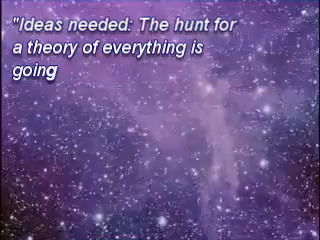 "Ideas needed: The hunt for
a theory of everything is
going